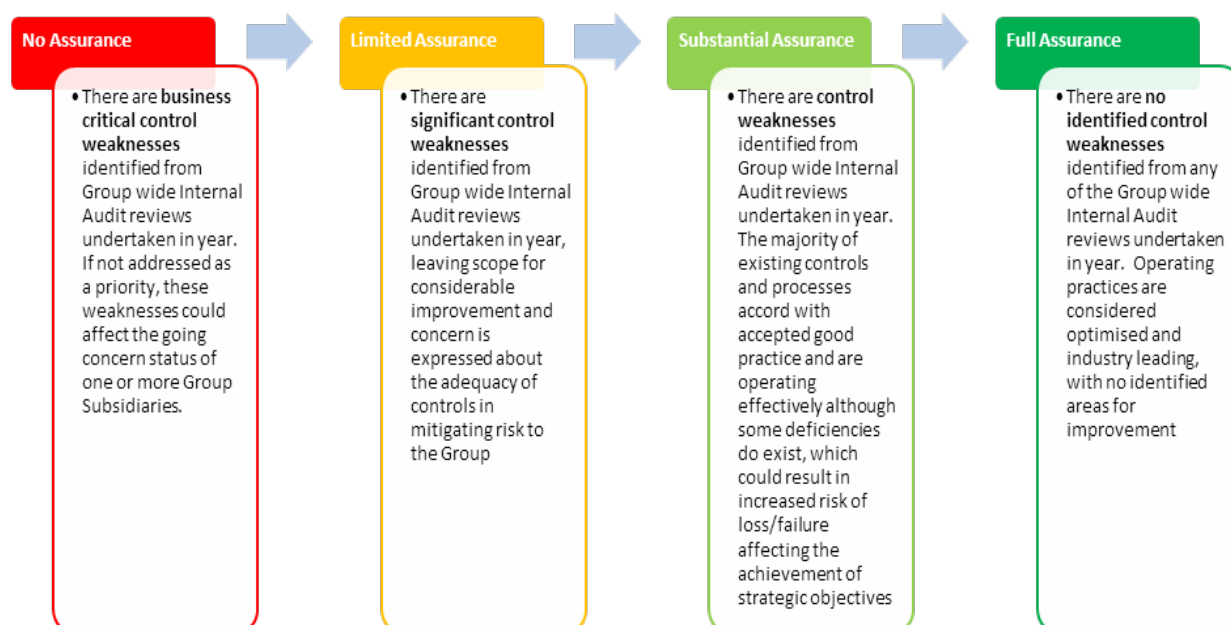 No Assurance
• There are business
critical control
weaknesses
identified from
Group wide Internal
Audit reviews
undertaken in year.
If not addressed as
a priority, these
weaknesses could
affect the going
concern status of
one or more Group
Subsidiaries.
Limited Assurance
• There are
significant control
weaknesses
identified from
Group wide Internal
Audit reviews
undertaken in year,
leaving scope for
considerable
improvement and
concern is
expressed about
the adequacy of
controls in
mitigating risk to
the Group
Substantial Assurance
• There are control
weaknesses
identified from
Group wide Internal
Audit reviews
undertaken in year.
The majority of
existing controls
and processes
accord with
accepted good
practice and are
operating
effectively although
some deficiencies
do exist, which
could result in
increased risk of
loss/failure
affecting the
achievement of
strategic objectives
Full Assurance
• There are no
identified control
weaknesses
identified from any
of the Group wide
Internal Audit
reviews undertaken
in year. Operating
practices are
considered
optimised and
industry leading,
with no identified
areas for
improvement